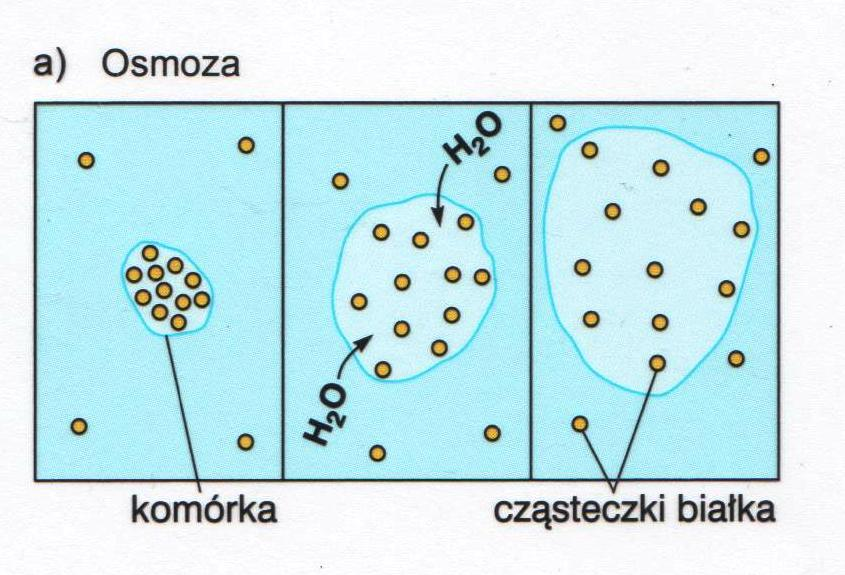 a) Osmoza
H₂O
H₂O
komórka
cząsteczki białka